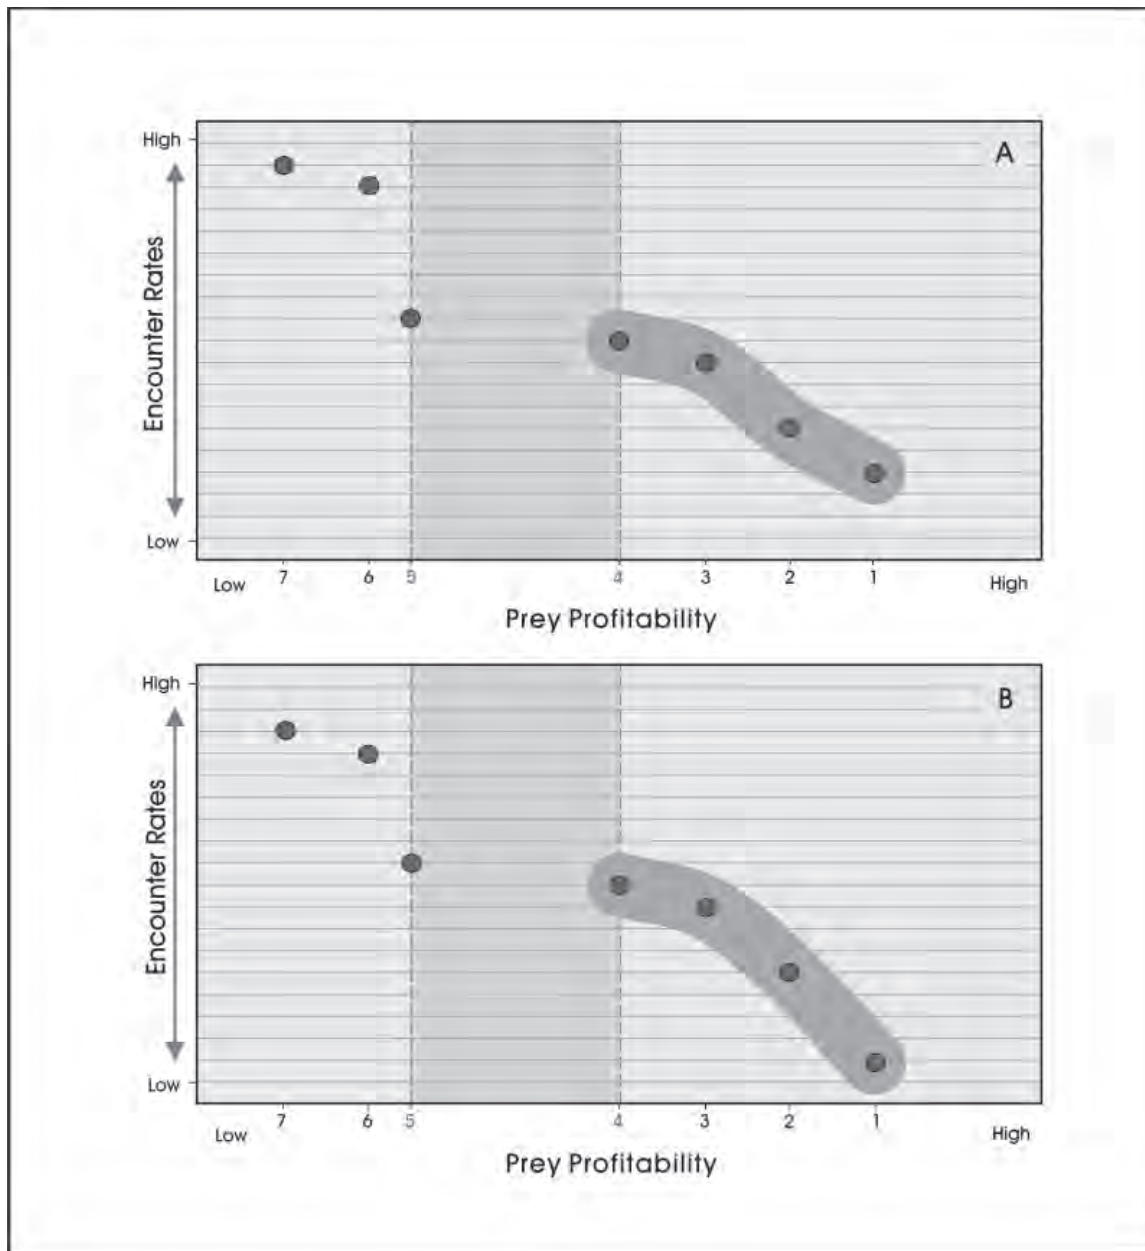 A
High
Encounter Rates
Low
Low 7 6 5 4 3 2 1 High
Prey Profitability
B
High
Encounter Rates
Low
Low 7 6 5 4 3 2 1 High
Prey Profitability